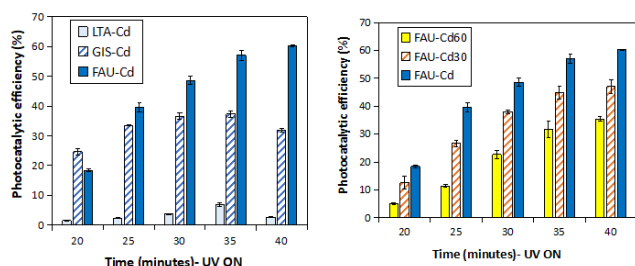 Photocatalytic efficiency (%)
70
60
50
40
30
20
10
0
LTA-Cd
GIS-Cd
FAU-Cd
20 25 30 35 40
Time (minutes)- UV ON
Photocatalytic efficiency (%)
70
60
50
40
30
20
10
0
FAU-Cd60
FAU-Cd30
FAU-Cd
20 25 30 35 40
Time (minutes)- UV ON